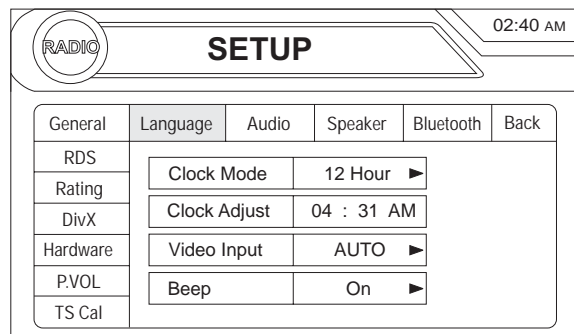 RADIO
SETUP
02:40 AM
General Language Audio Speaker Bluetooth Back
RDS
Rating
DivX
Hardware
P.VOL
TS Cal
Clock Mode 12 Hour
Clock Adjust 04 : 31 AM
Video Input AUTO
Beep On